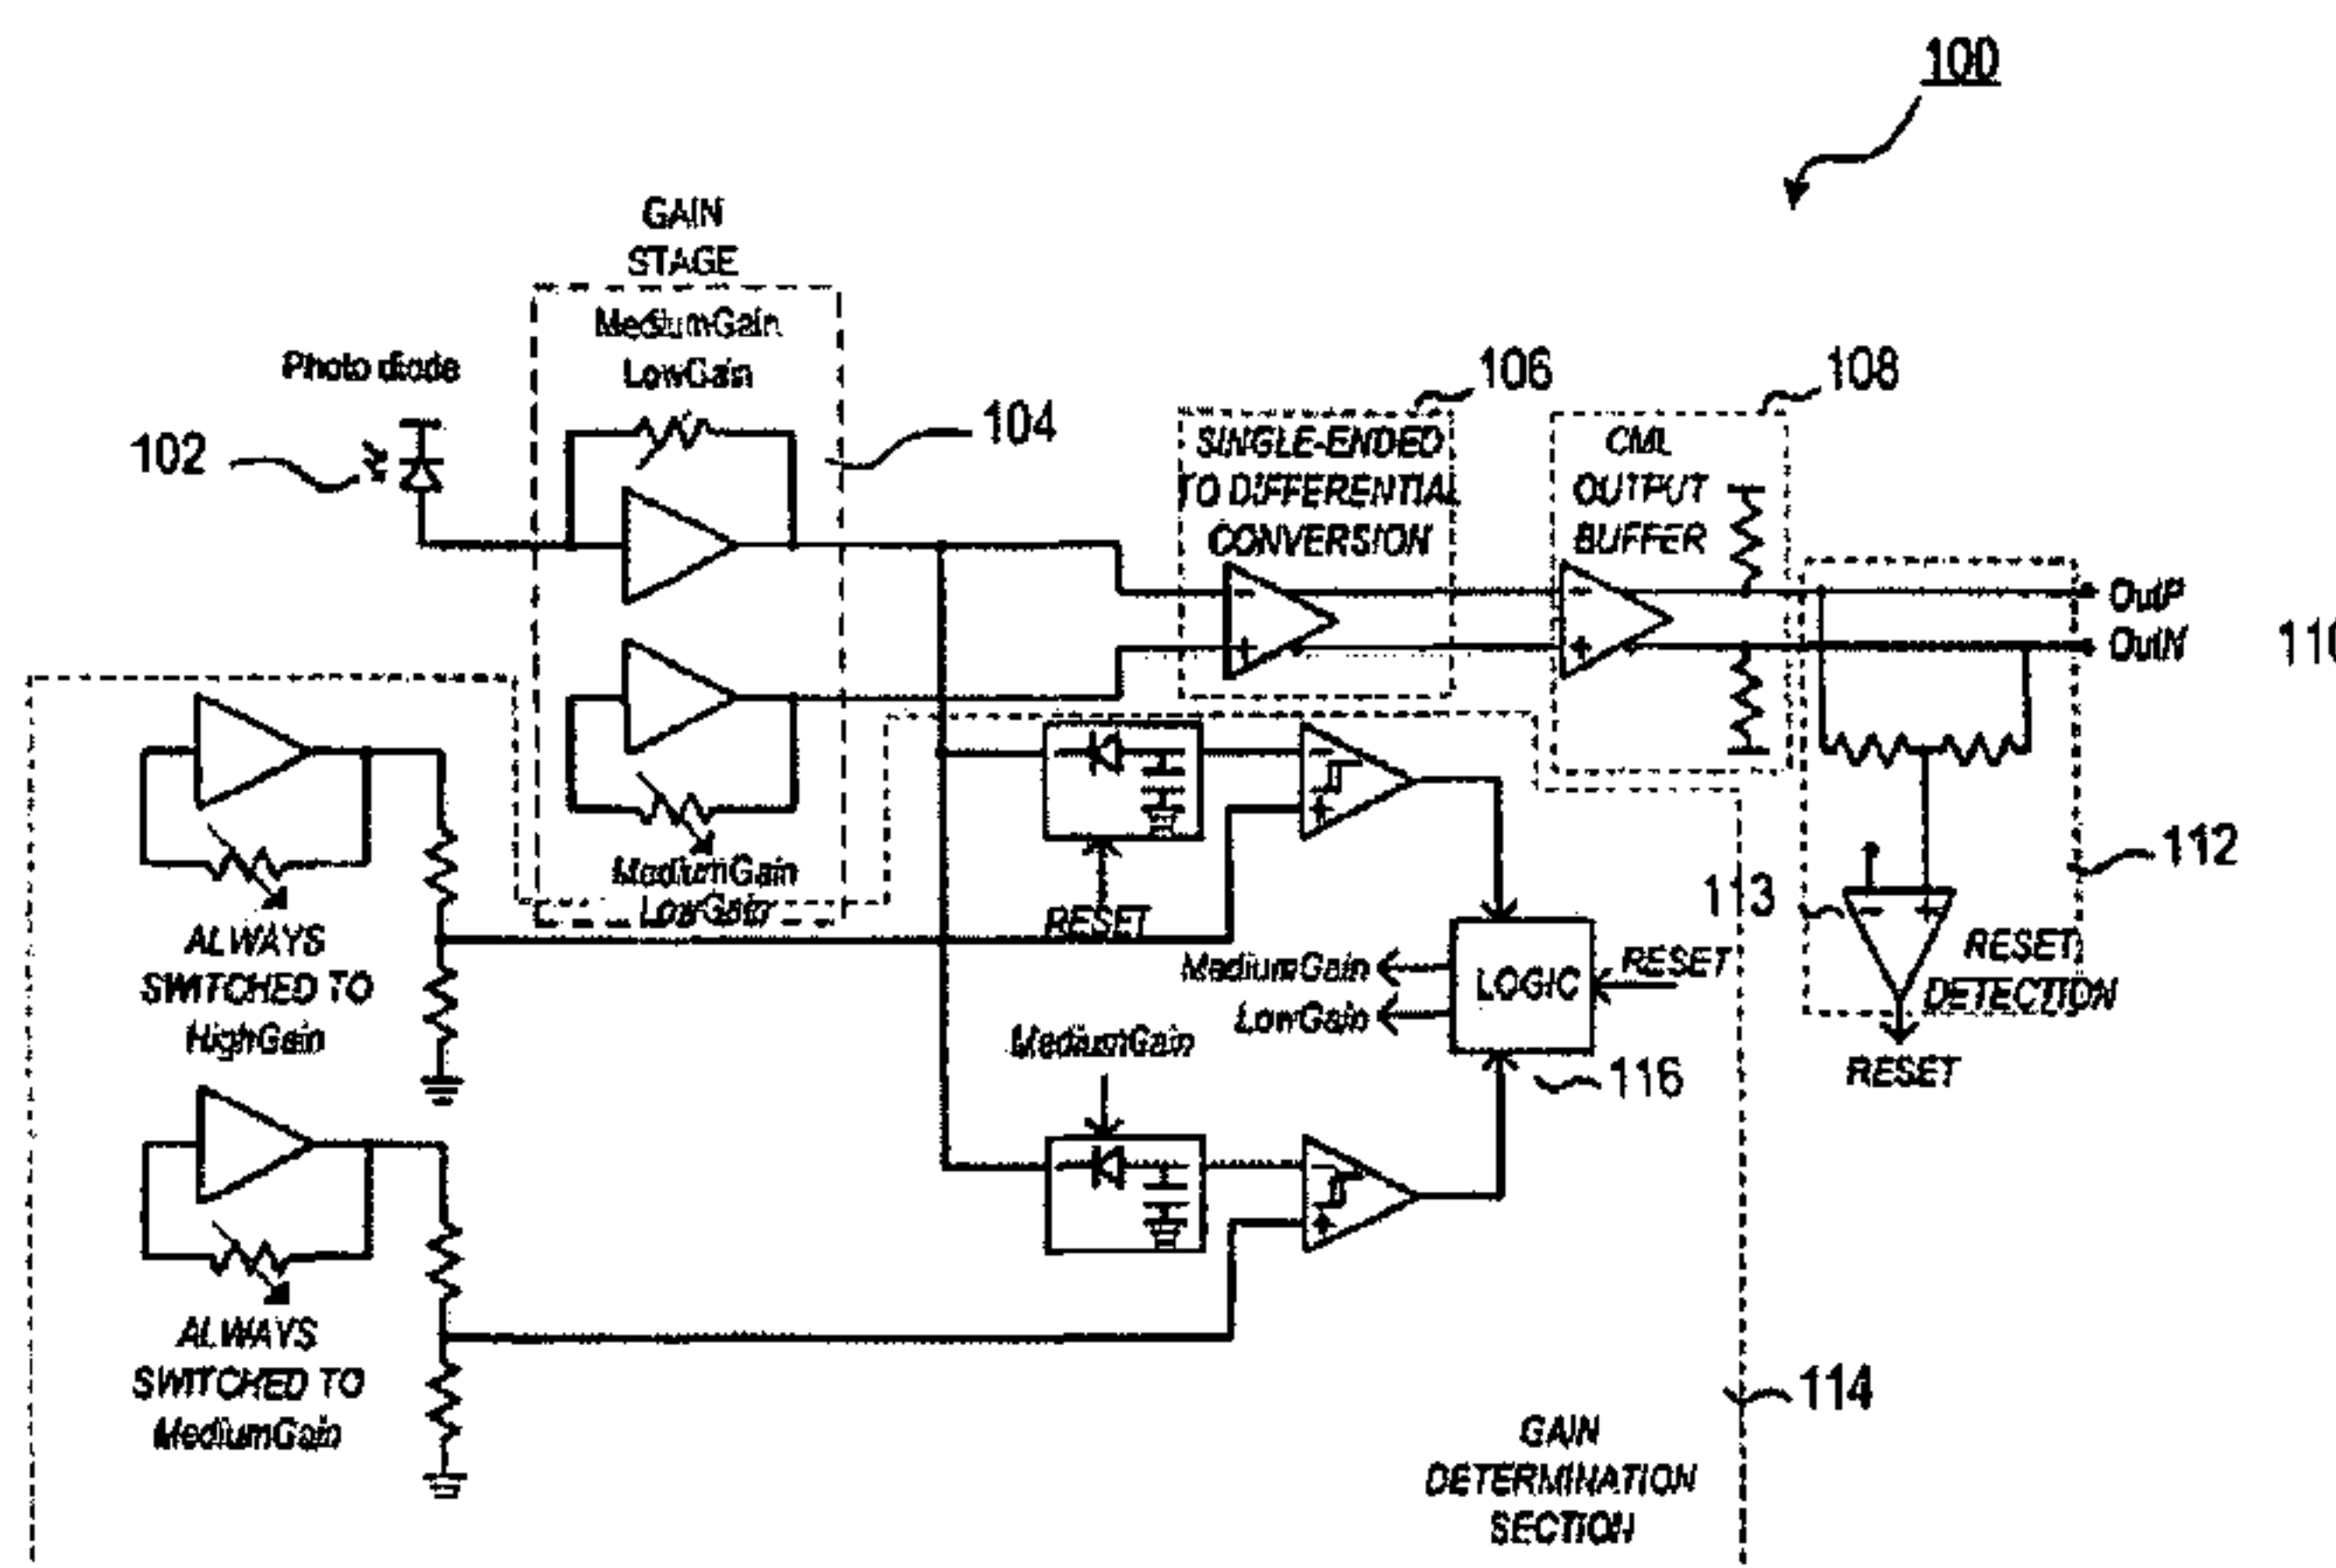 100
GAIN
STAGE
MediumGain
LowGain
Photo diode
102
104
106
108
SINGLE-ENDED
TO DIFFERENTIAL
CONVERSION
CML
OUTPUT
BUFFER
OutP
OutN
110
112
113
RESET
DETECTION
RESET
MediumGain
LowGain
RESET
ALWAYS
SWITCHED TO
HighGain
MediumGain
LowGain
LOGIC
RESET
116
MediumGain
ALWAYS
SWITCHED TO
MediumGain
114
GAIN
DETERMINATION
SECTION